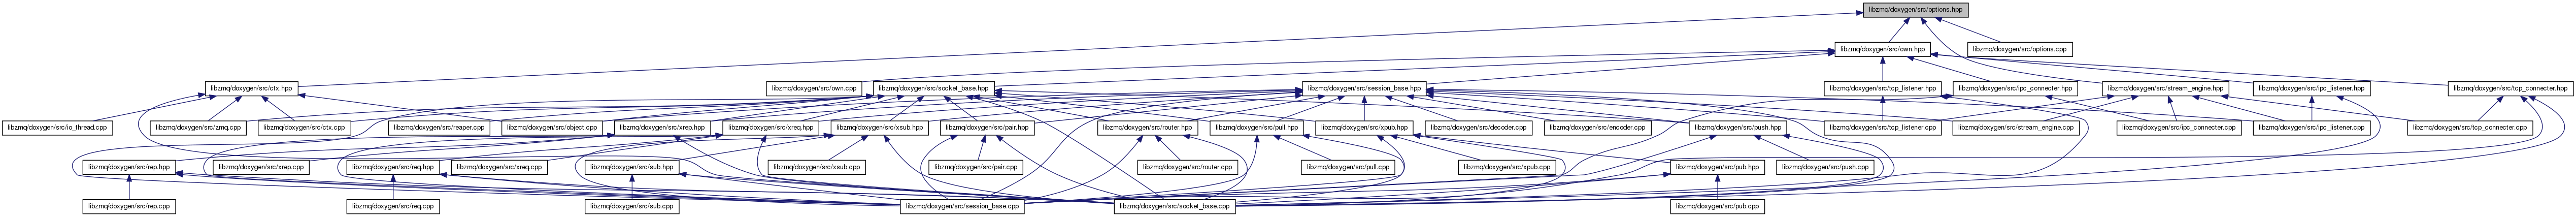 libzmq/doxygen/src/options.hpp
libzmq/doxygen/src/own.hpp
libzmq/doxygen/src/options.cpp
libzmq/doxygen/src/ctx.hpp
libzmq/doxygen/src/own.cpp
libzmq/doxygen/src/socket_base.hpp
libzmq/doxygen/src/session_base.hpp
libzmq/doxygen/src/tcp_listener.hpp
libzmq/doxygen/src/ipc_connecter.hpp
libzmq/doxygen/src/stream_engine.hpp
libzmq/doxygen/src/ipc_listener.hpp
libzmq/doxygen/src/tcp_connecter.hpp
libzmq/doxygen/src/io_thread.cpp
libzmq/doxygen/src/zmq.cpp
libzmq/doxygen/src/ctx.cpp
libzmq/doxygen/src/reaper.cpp
libzmq/doxygen/src/object.cpp
libzmq/doxygen/src/xrep.hpp
libzmq/doxygen/src/xreq.hpp
libzmq/doxygen/src/xsub.hpp
libzmq/doxygen/src/pair.hpp
libzmq/doxygen/src/router.hpp
libzmq/doxygen/src/pull.hpp
libzmq/doxygen/src/xpub.hpp
libzmq/doxygen/src/decoder.cpp
libzmq/doxygen/src/encoder.cpp
libzmq/doxygen/src/push.hpp
libzmq/doxygen/src/tcp_listener.cpp
libzmq/doxygen/src/stream_engine.cpp
libzmq/doxygen/src/ipc_connecter.cpp
libzmq/doxygen/src/ipc_listener.cpp
libzmq/doxygen/src/tcp_connecter.cpp
libzmq/doxygen/src/rep.hpp
libzmq/doxygen/src/xrep.cpp
libzmq/doxygen/src/req.hpp
libzmq/doxygen/src/xreq.cpp
libzmq/doxygen/src/sub.hpp
libzmq/doxygen/src/xsub.cpp
libzmq/doxygen/src/pair.cpp
libzmq/doxygen/src/router.cpp
libzmq/doxygen/src/pull.cpp
libzmq/doxygen/src/xpub.cpp
libzmq/doxygen/src/pub.hpp
libzmq/doxygen/src/push.cpp
libzmq/doxygen/src/rep.cpp
libzmq/doxygen/src/req.cpp
libzmq/doxygen/src/sub.cpp
libzmq/doxygen/src/session_base.cpp
libzmq/doxygen/src/socket_base.cpp
libzmq/doxygen/src/pub.cpp